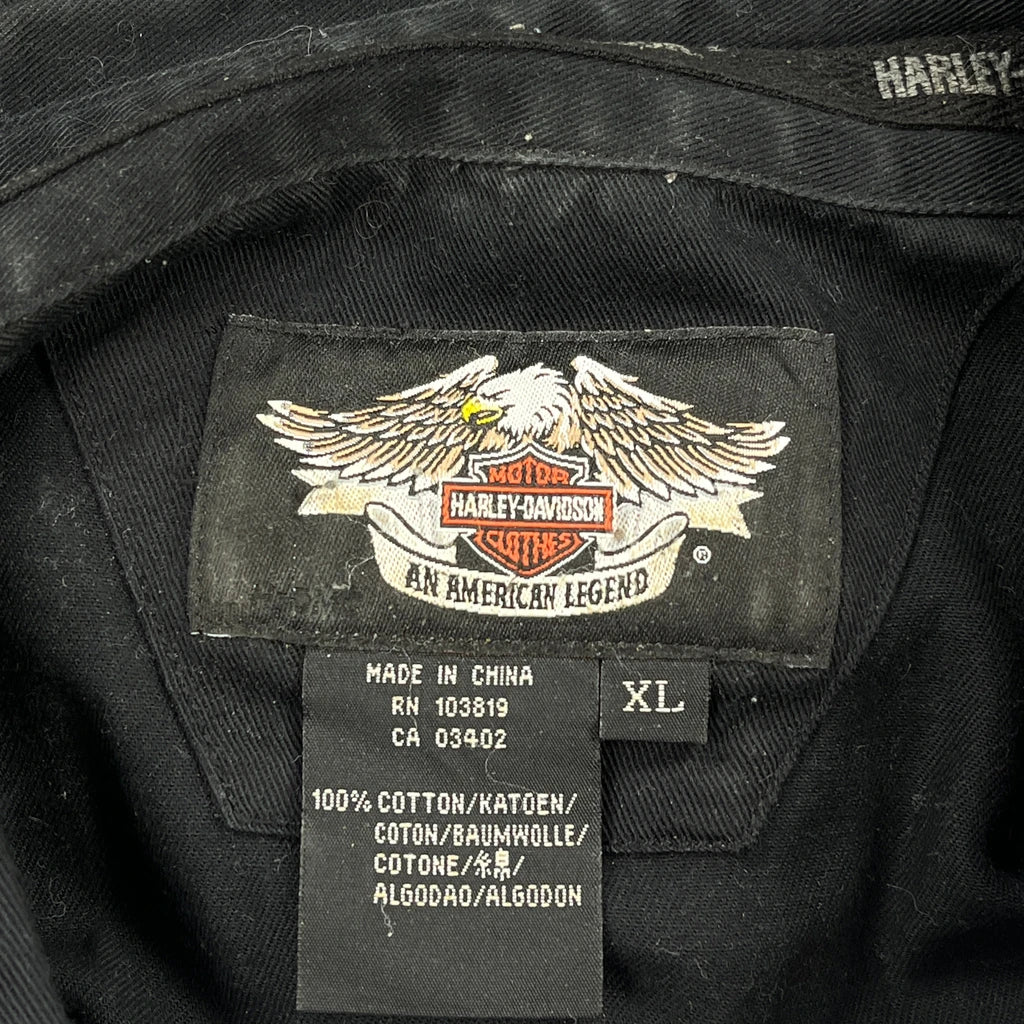 HARLEY-
MOTOR
HARLEY-DAVIDSON
CLOTHES
®
AN AMERICAN LEGEND
MADE IN CHINA
RN 103819
CA 03402
XL
100% COTTON/KATOEN/
COTON/BAUMWOLLE/
COTONE/綿/
ALGODAO/ALGODON